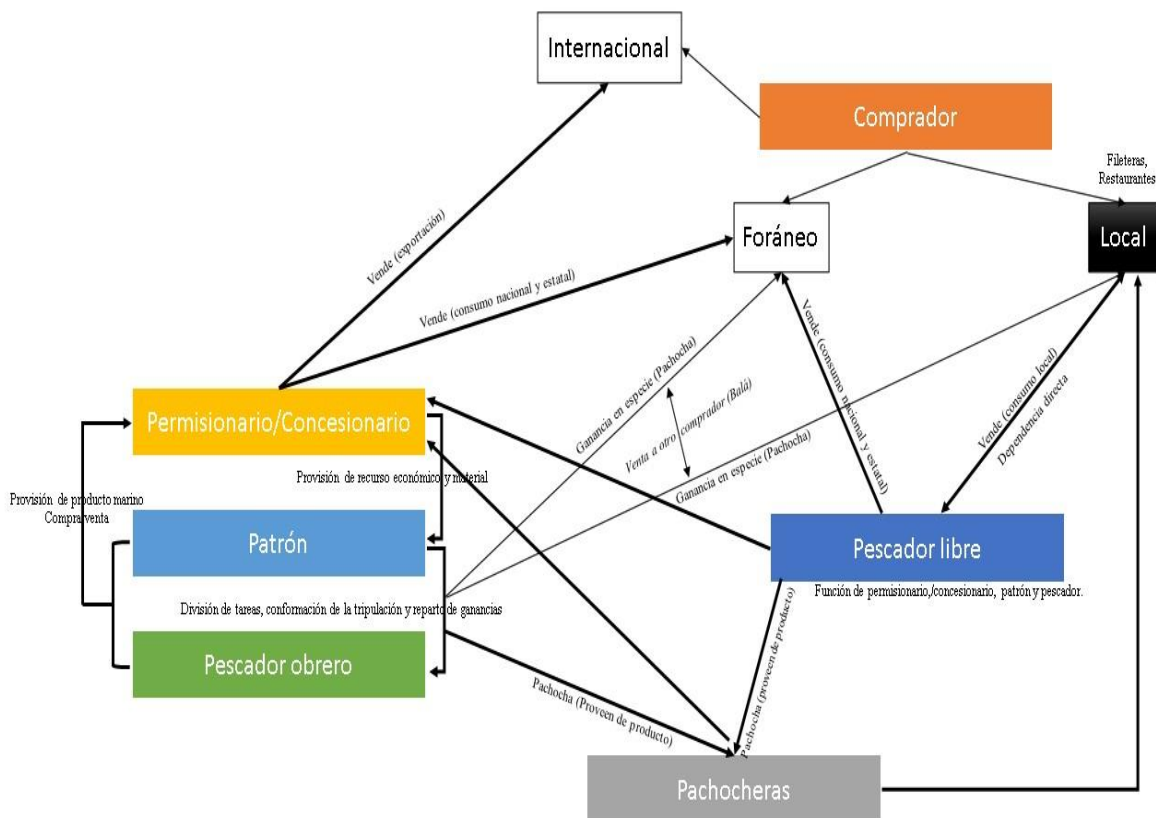 Internacional
Comprador
Fileteras,
Restaurantes
Foráneo
Local
Vende (exportación)
Vende (consumo nacional y estatal)
Vende (consumo nacional y estatal)
Vende (consumo local)
Dependencia directa
Ganancia en especie (Pachocha)
Venta a otro comprador (Balá)
Ganancia en especie (Pachocha)
Permisionario/Concesionario
Provisión de recurso económico y material
Provisión de producto marino
Compra/venta
Patrón
Pescador libre
Función de permisionario,/concesionario, patrón y pescador.
División de tareas, conformación de la tripulación y reparto de ganancias
Pescador obrero
Pachocha (Proveen de producto)
Pachocha (proveen de producto)
Pachocheras